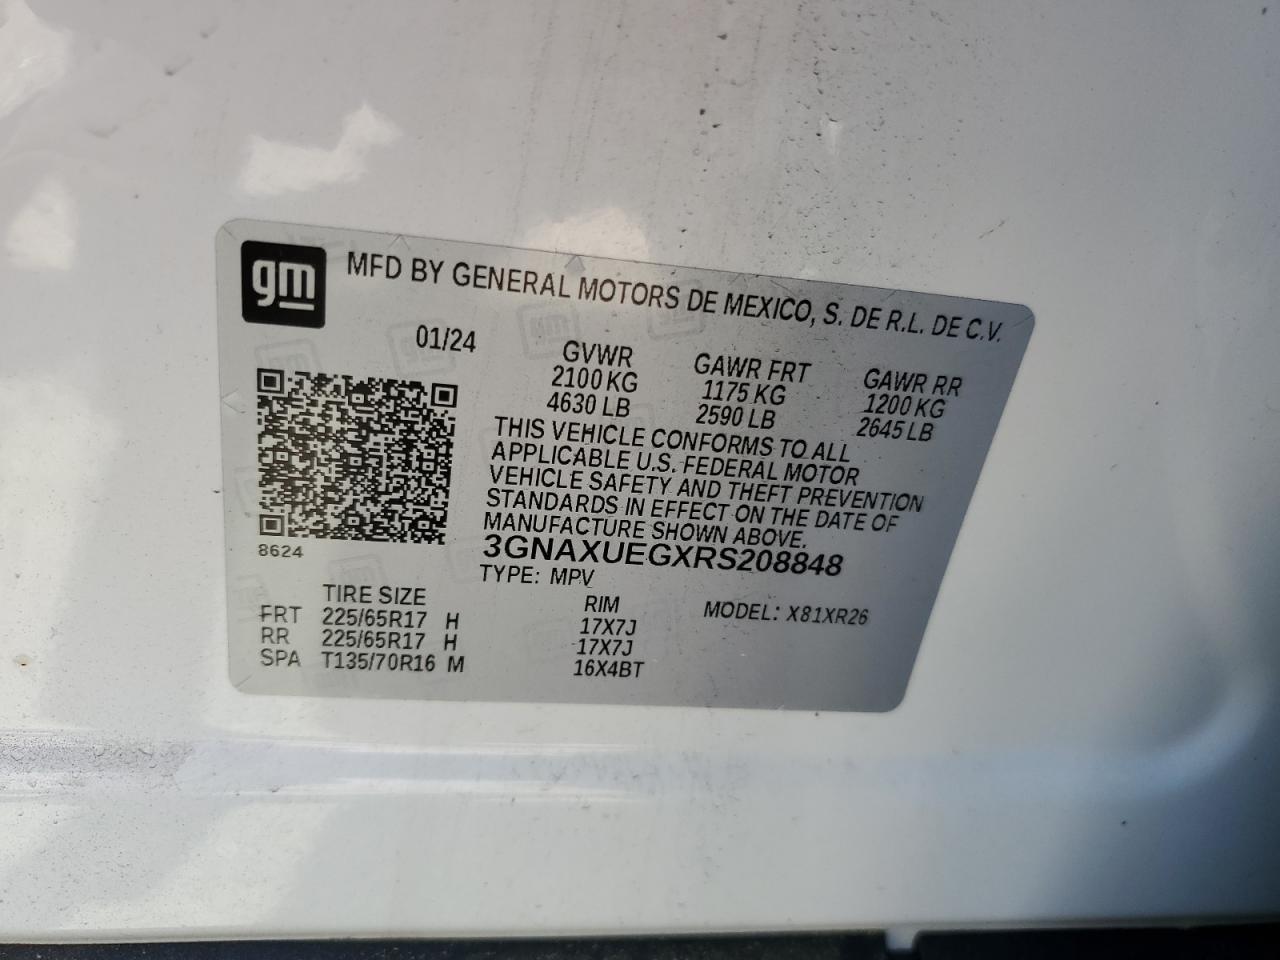 gm
MFD BY GENERAL MOTORS DE MEXICO, S. DE R.L. DE C.V.
01/24
GVWR GAWR FRT GAWR RR
2100 KG 1175 KG 1200 KG
4630 LB 2590 LB 2645 LB
THIS VEHICLE CONFORMS TO ALL
APPLICABLE U.S. FEDERAL MOTOR
VEHICLE SAFETY AND THEFT PREVENTION
STANDARDS IN EFFECT ON THE DATE OF
MANUFACTURE SHOWN ABOVE.
8624
3GNAXUEGXRS208848
TYPE: MPV
TIRE SIZE RIM MODEL: X81XR26
FRT 225/65R17 H 17X7J
RR 225/65R17 H 17X7J
SPA T135/70R16 M 16X4BT